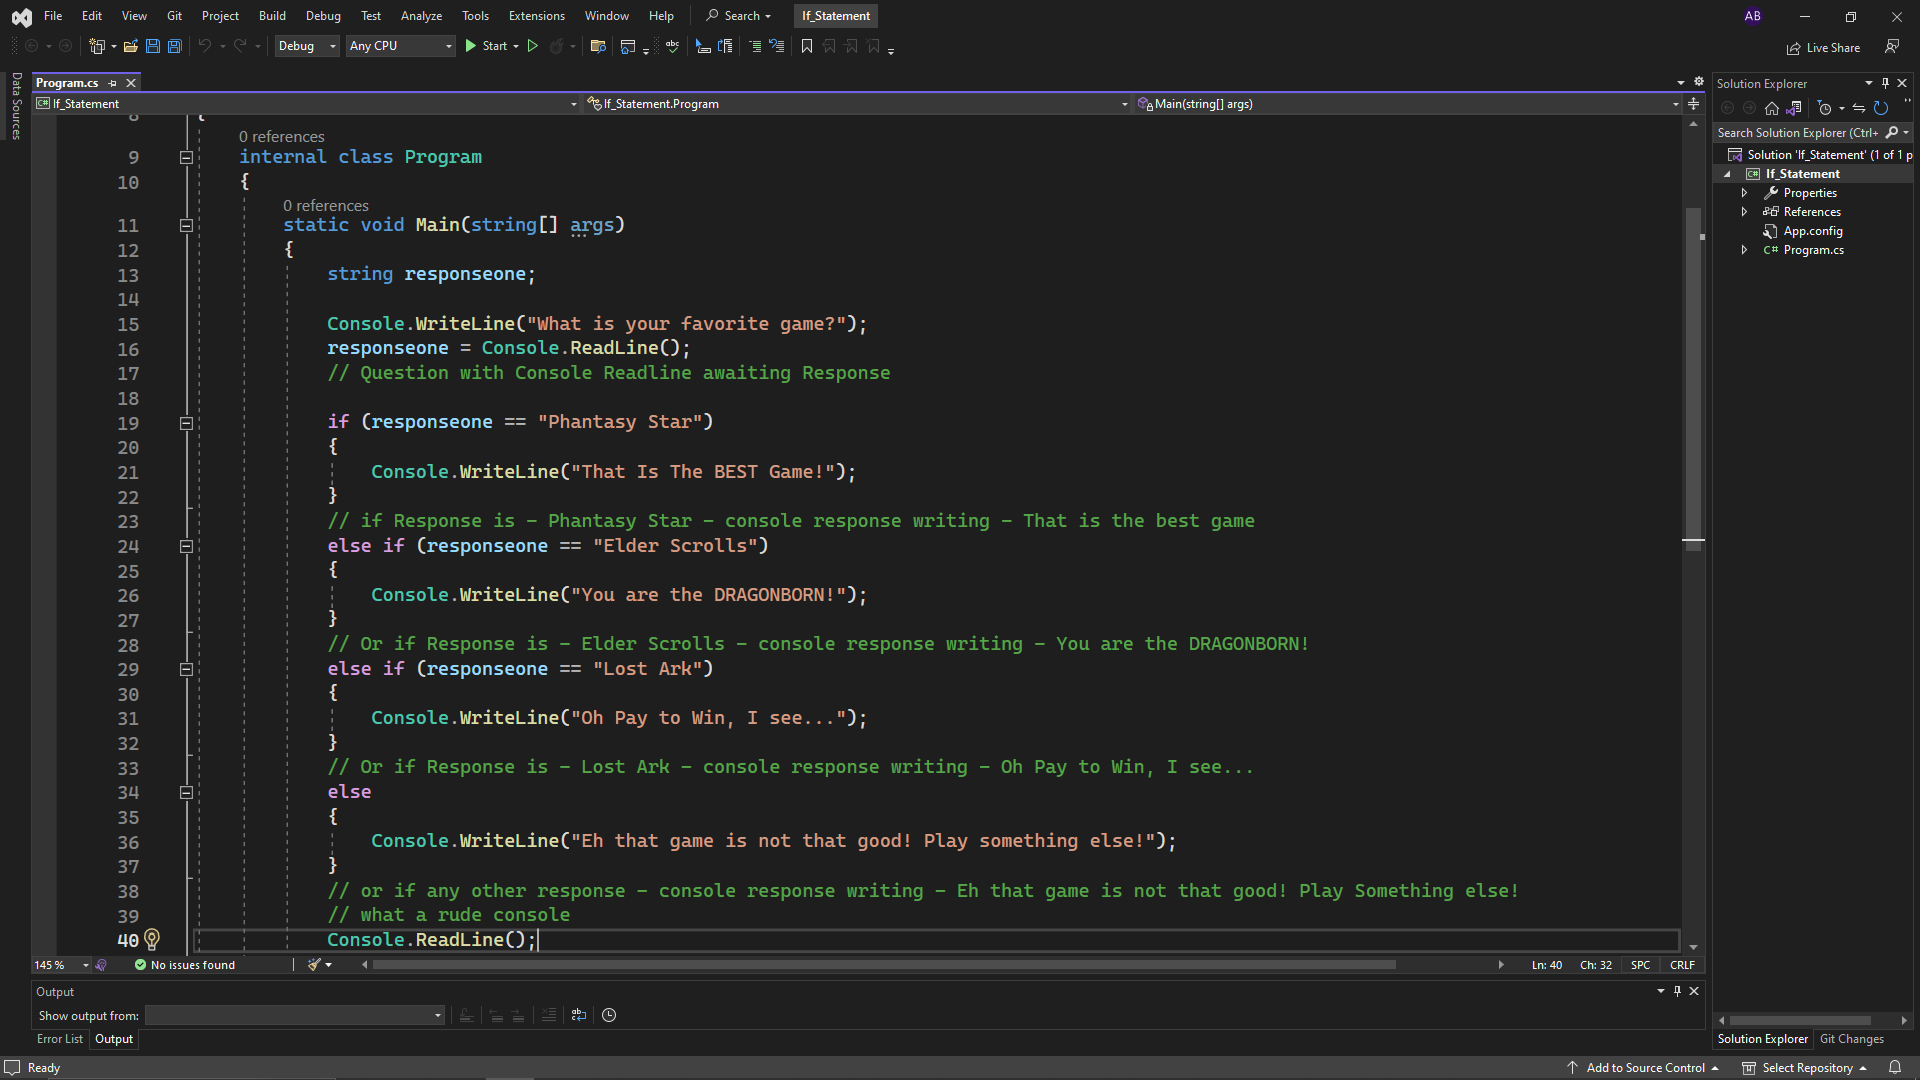 File Edit View Git Project Build Debug Test Analyze Tools Extensions Window Help Search If_Statement AB
Debug Any CPU Start Live Share
Data Sources
Program.cs
If_Statement If_Statement.Program Main(string[] args)
8 {
0 references
9 internal class Program
10 {
0 references
11 static void Main(string[] args)
12 {
13 string responseone;
14
15 Console.WriteLine("What is your favorite game?");
16 responseone = Console.ReadLine();
17 // Question with Console Readline awaiting Response
18
19 if (responseone == "Phantasy Star")
20 {
21 Console.WriteLine("That Is The BEST Game!");
22 }
23 // if Response is - Phantasy Star - console response writing - That is the best game
24 else if (responseone == "Elder Scrolls")
25 {
26 Console.WriteLine("You are the DRAGONBORN!");
27 }
28 // Or if Response is - Elder Scrolls - console response writing - You are the DRAGONBORN!
29 else if (responseone == "Lost Ark")
30 {
31 Console.WriteLine("Oh Pay to Win, I see...");
32 }
33 // Or if Response is - Lost Ark - console response writing - Oh Pay to Win, I see...
34 else
35 {
36 Console.WriteLine("Eh that game is not that good! Play something else!");
37 }
38 // or if any other response - console response writing - Eh that game is not that good! Play Something else!
39 // what a rude console
40 Console.ReadLine();
145 % No issues found Ln: 40 Ch: 32 SPC CRLF
Output
Show output from:
Error List Output
Solution Explorer
Search Solution Explorer (Ctrl+
Solution 'If_Statement' (1 of 1 p
C# If_Statement
Properties
References
App.config
C# Program.cs
Solution Explorer Git Changes
Ready Add to Source Control Select Repository